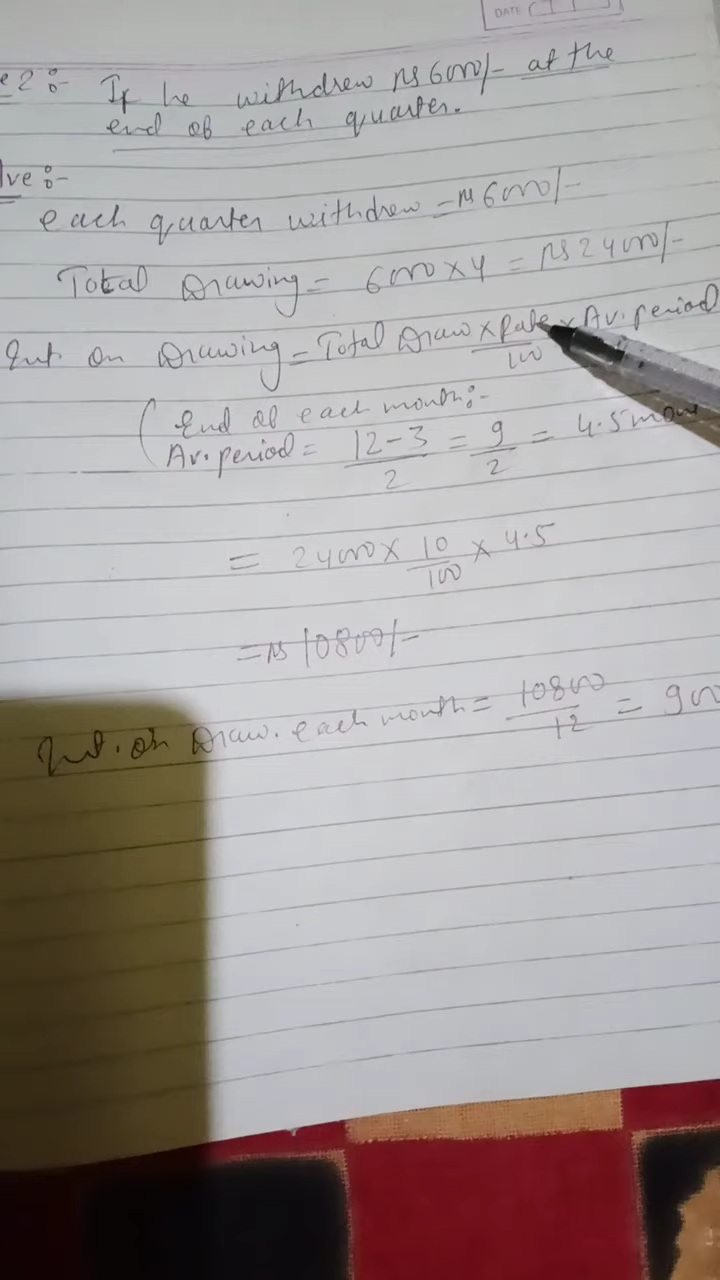 DATE
e 2 :- If he withdrew Rs 6000/- at the
end of each quarter.
lve :-
each quarter withdrew = Rs 6000/-
Total Drawing = 6000 × 4 = Rs 24000/-
Int on Drawing = Total Draw × Rate/100 × Av. period
( End of each month :-
Av. period = 12-3/2 = 9/2 = 4.5 mon
= 24000 × 10/100 × 4.5
= Rs 10800/-
Int. on Draw. each month = 10800/12 = 900